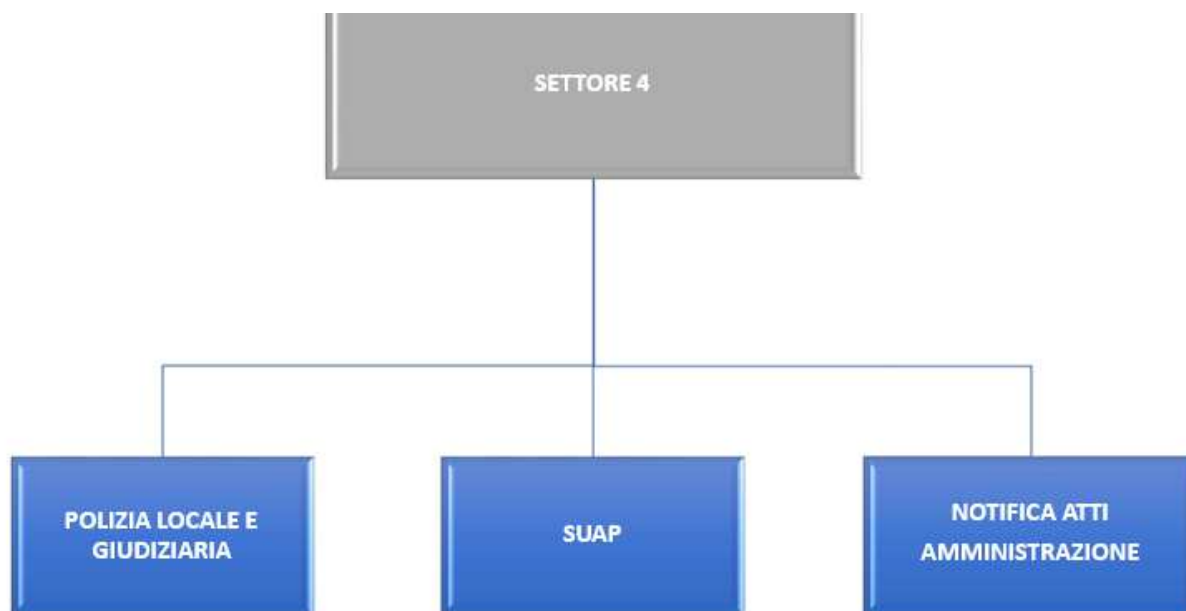 SETTORE 4
POLIZIA LOCALE E
GIUDIZIARIA
SUAP
NOTIFICA ATTI
AMMINISTRAZIONE